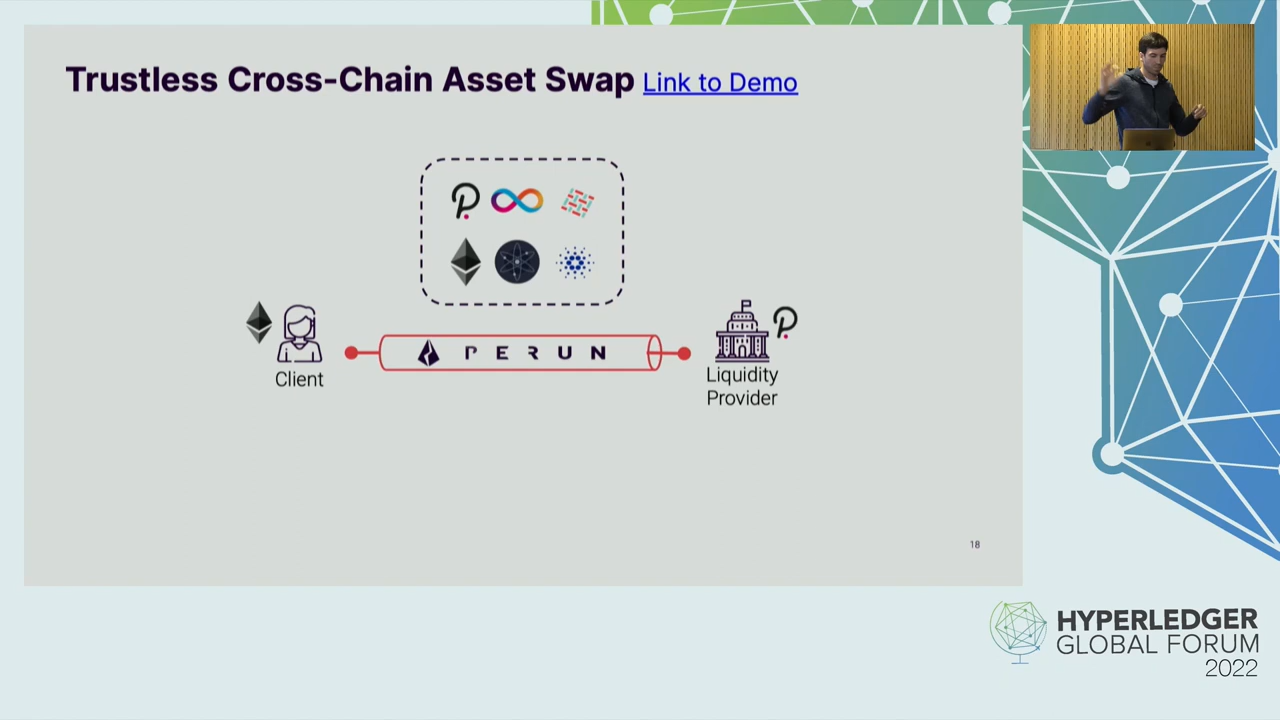 Trustless Cross-Chain Asset Swap Link to Demo
PERUN
Client
Liquidity
Provider
18
HYPERLEDGER
GLOBAL FORUM
2022